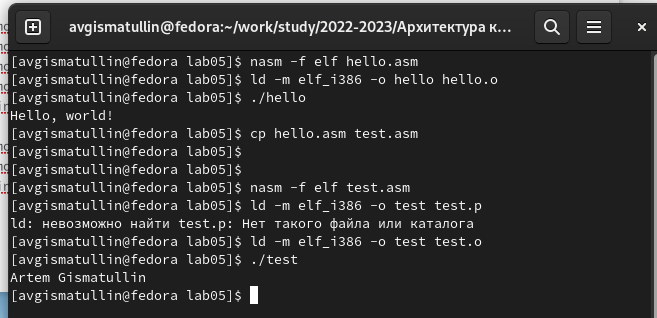 avgismatullin@fedora:~/work/study/2022-2023/Архитектура к...
[avgismatullin@fedora lab05]$ nasm -f elf hello.asm
[avgismatullin@fedora lab05]$ ld -m elf_i386 -o hello hello.o
[avgismatullin@fedora lab05]$ ./hello
Hello, world!
[avgismatullin@fedora lab05]$ cp hello.asm test.asm
[avgismatullin@fedora lab05]$
[avgismatullin@fedora lab05]$
[avgismatullin@fedora lab05]$ nasm -f elf test.asm
[avgismatullin@fedora lab05]$ ld -m elf_i386 -o test test.p
ld: невозможно найти test.p: Нет такого файла или каталога
[avgismatullin@fedora lab05]$ ld -m elf_i386 -o test test.o
[avgismatullin@fedora lab05]$ ./test
Artem Gismatullin
[avgismatullin@fedora lab05]$